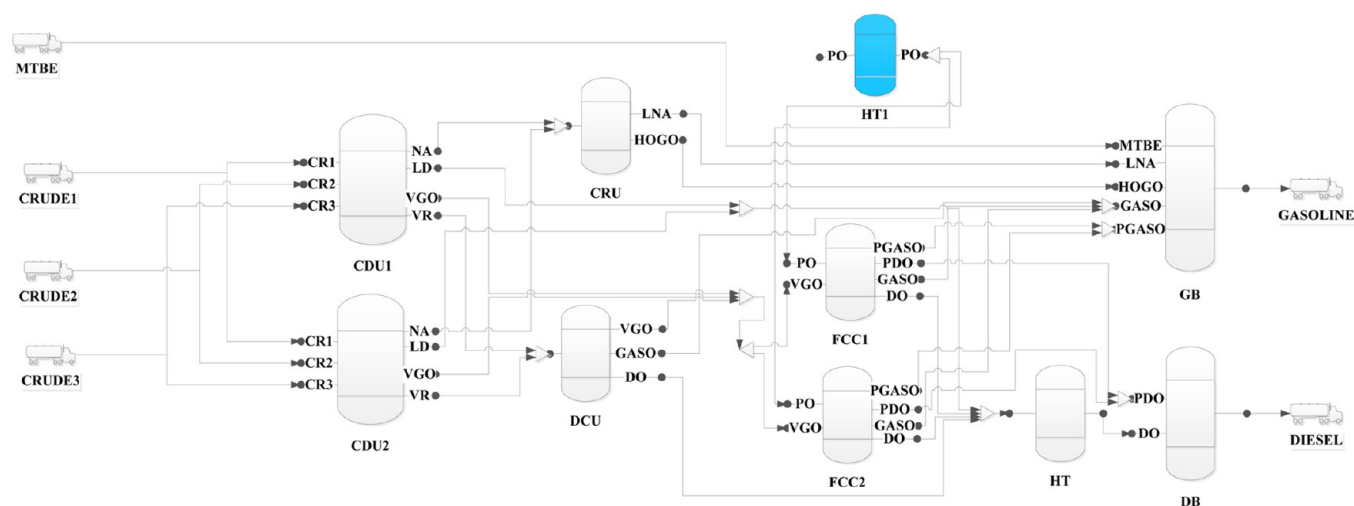 MTBE
CRUDE1
CRUDE2
CRUDE3
CR1
CR2
CR3
NA
LD
VGO
VR
CDU1
CR1
CR2
CR3
NA
LD
VGO
VR
CDU2
LNA
HOGO
CRU
VGO
GASO
DO
DCU
PO
PO
HT1
PO
VGO
PGASO
PDO
GASO
DO
FCC1
PO
VGO
PGASO
PDO
GASO
DO
FCC2
HT
MTBE
LNA
HOGO
GASO
PGASO
GB
GASOLINE
PDO
DO
DB
DIESEL